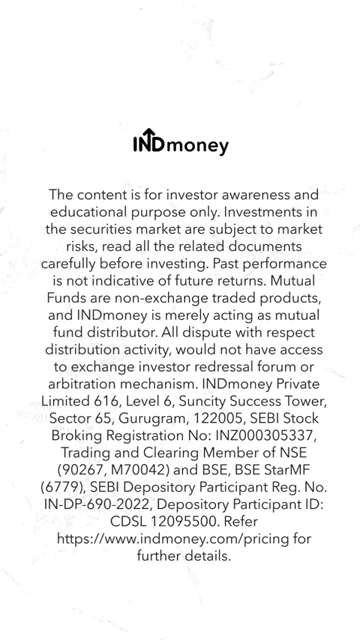 INDmoney
The content is for investor awareness and
educational purpose only. Investments in
the securities market are subject to market
risks, read all the related documents
carefully before investing. Past performance
is not indicative of future returns. Mutual
Funds are non-exchange traded products,
and INDmoney is merely acting as mutual
fund distributor. All dispute with respect
distribution activity, would not have access
to exchange investor redressal forum or
arbitration mechanism. INDmoney Private
Limited 616, Level 6, Suncity Success Tower,
Sector 65, Gurugram, 122005, SEBI Stock
Broking Registration No: INZ000305337,
Trading and Clearing Member of NSE
(90267, M70042) and BSE, BSE StarMF
(6779), SEBI Depository Participant Reg. No.
IN-DP-690-2022, Depository Participant ID:
CDSL 12095500. Refer
https://www.indmoney.com/pricing for
further details.